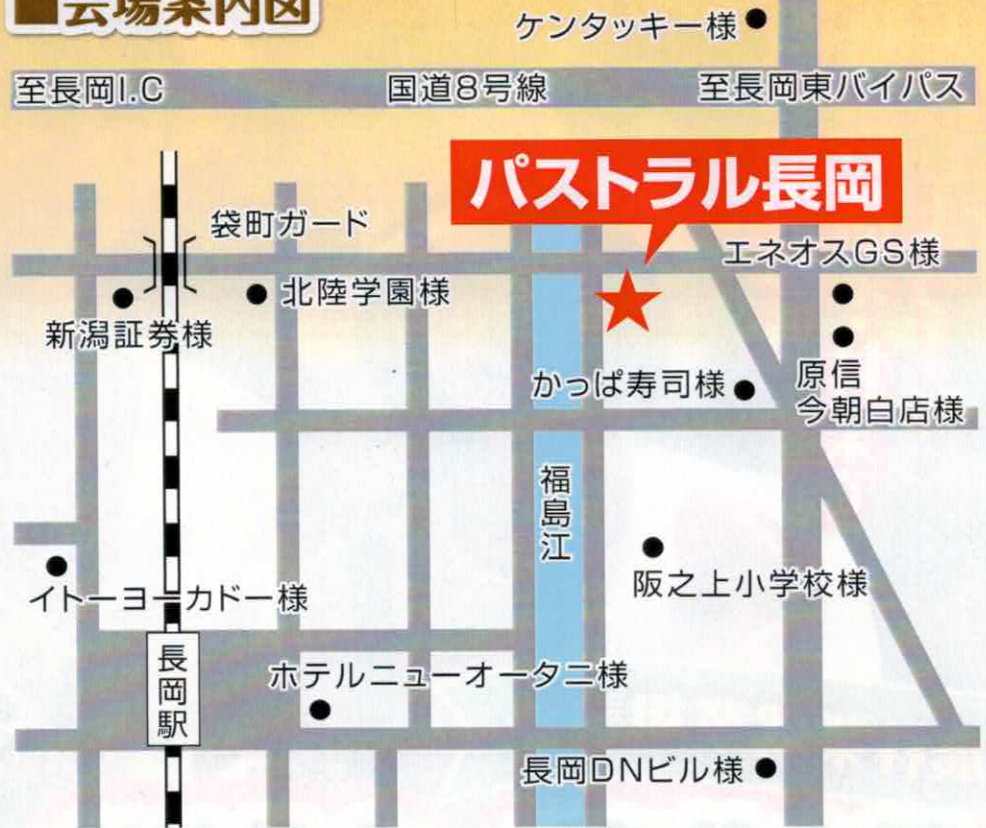 ■会場案内図
ケンタッキー様
至長岡I.C
国道8号線
至長岡東バイパス
パストラル長岡
袋町ガード
エネオスGS様
北陸学園様
新潟証券様
かっぱ寿司様
原信
今朝白店様
福島江
阪之上小学校様
イトーヨーカドー様
長岡駅
ホテルニューオータニ様
長岡DNビル様